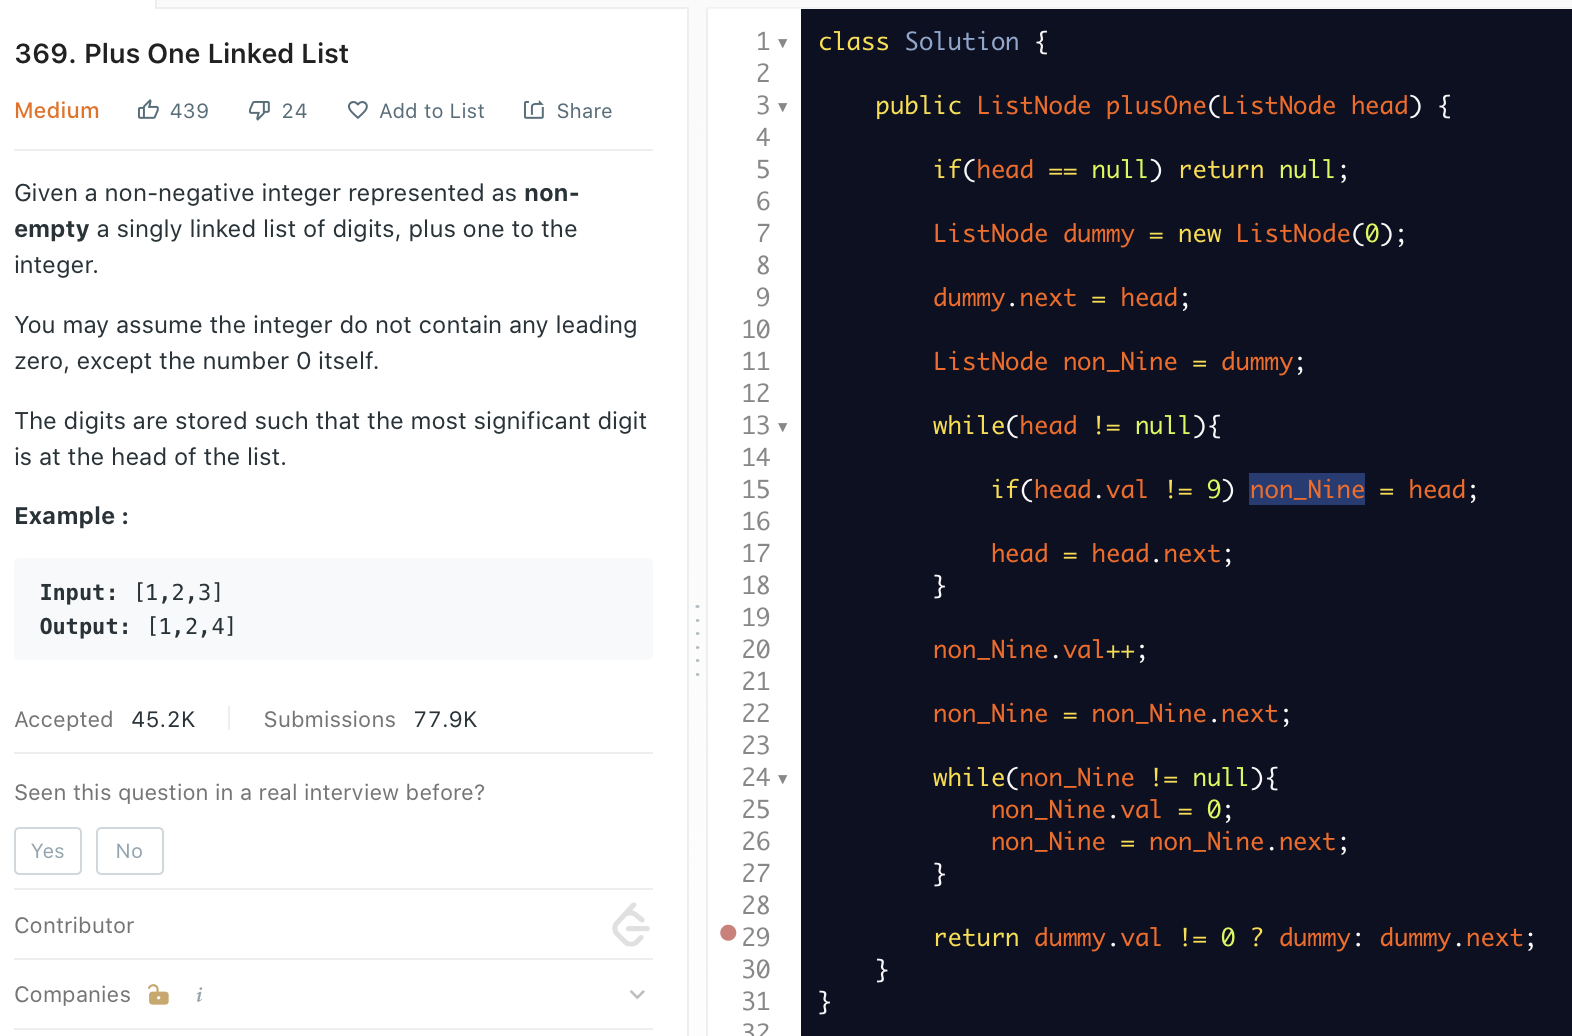 369. Plus One Linked List
Medium 439 24 Add to List Share
Given a non-negative integer represented as non-
empty a singly linked list of digits, plus one to the
integer.
You may assume the integer do not contain any leading
zero, except the number 0 itself.
The digits are stored such that the most significant digit
is at the head of the list.
Example :
Input: [1,2,3]
Output: [1,2,4]
Accepted 45.2K Submissions 77.9K
Seen this question in a real interview before?
Yes No
Contributor
Companies i
1 class Solution {
2
3 public ListNode plusOne(ListNode head) {
4
5 if(head == null) return null;
6
7 ListNode dummy = new ListNode(0);
8
9 dummy.next = head;
10
11 ListNode non_Nine = dummy;
12
13 while(head != null){
14
15 if(head.val != 9) non_Nine = head;
16
17 head = head.next;
18 }
19
20 non_Nine.val++;
21
22 non_Nine = non_Nine.next;
23
24 while(non_Nine != null){
25 non_Nine.val = 0;
26 non_Nine = non_Nine.next;
27 }
28
29 return dummy.val != 0 ? dummy: dummy.next;
30 }
31 }
32